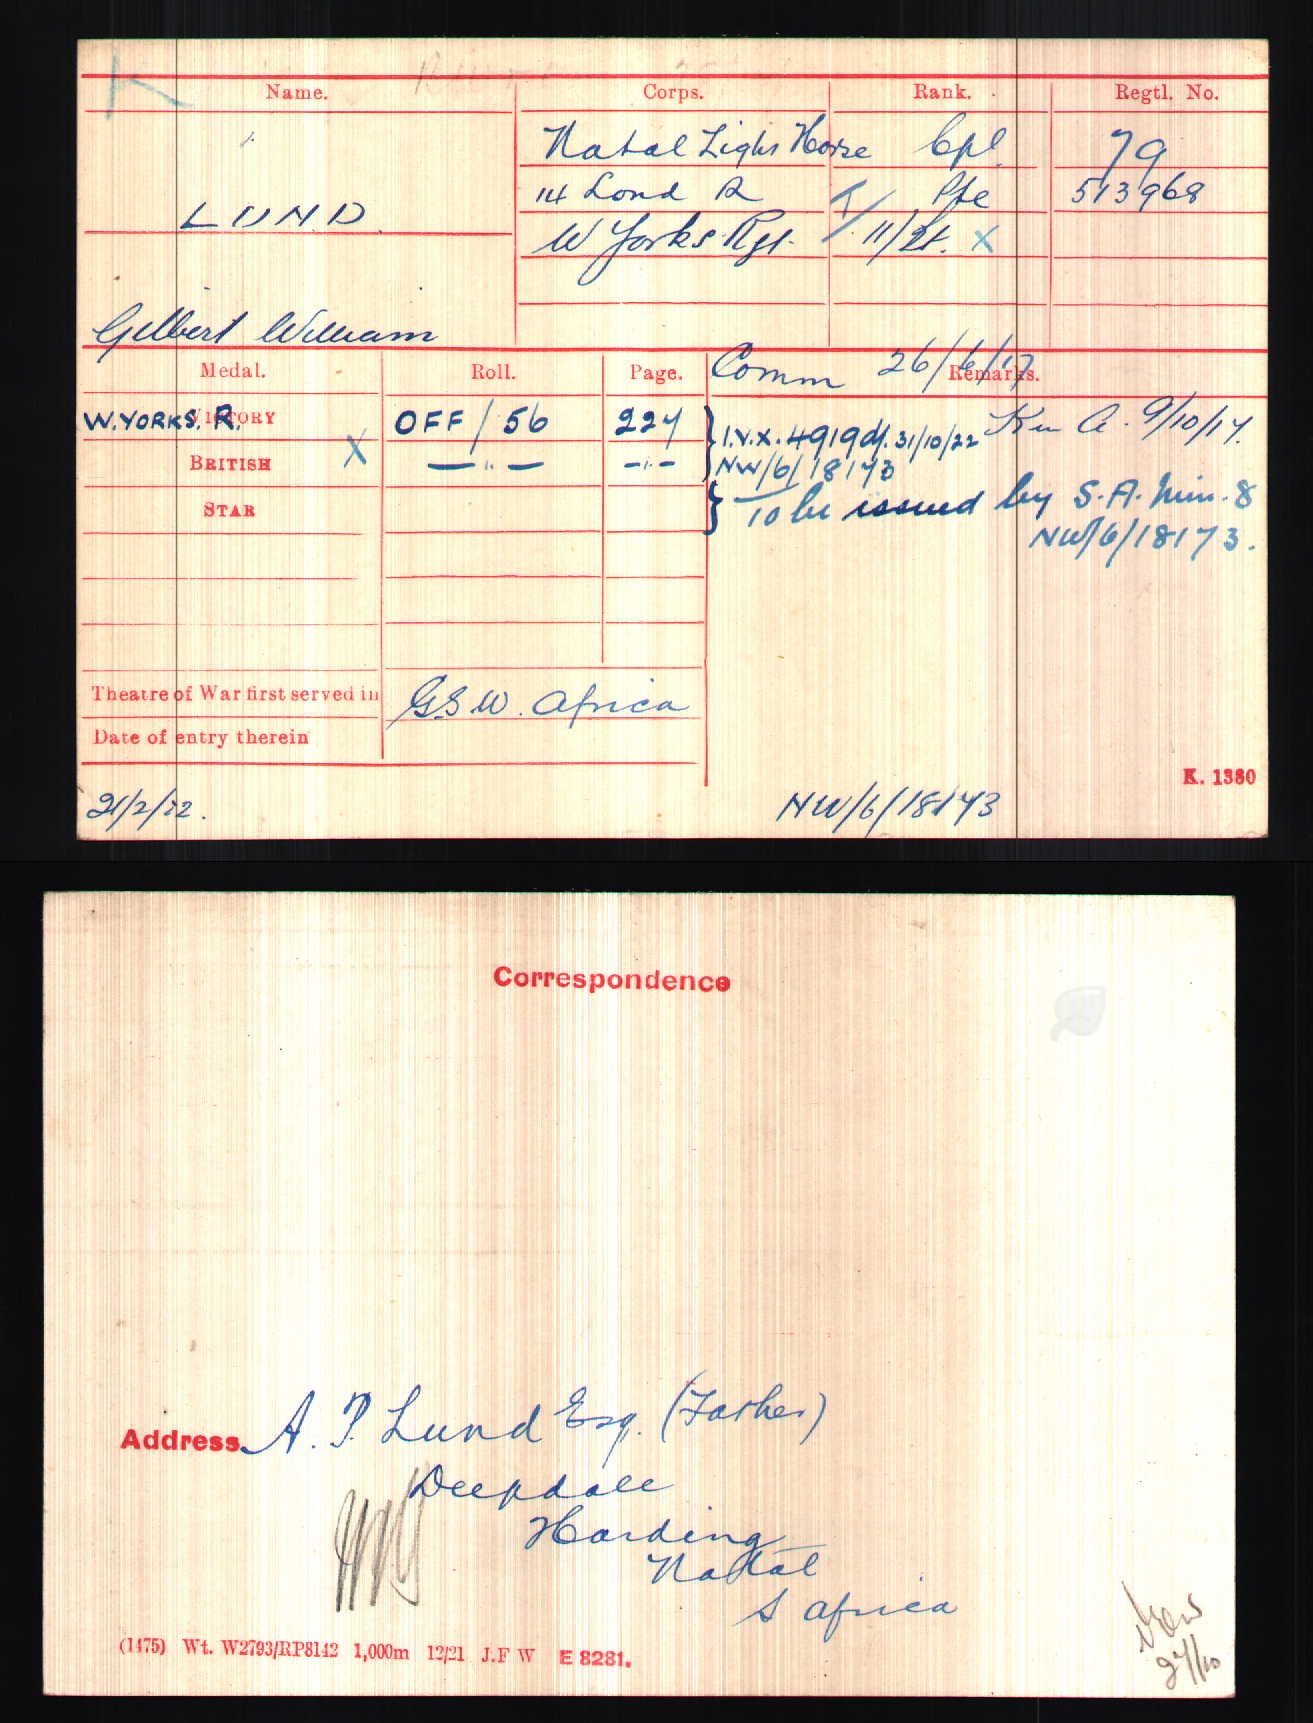 K
Name. Corps. Rank. Regtl. No.
Natal Light Horse Cpl 79
14 Lond R Pte 513968
LUND.
W Yorks. Rgt. T/ 11/Lt. X
Gilbert William
Comm 26/6/17
Medal. Roll. Page. Remarks.
W. YORKS. R. VICTORY OFF/56 227 } I.V.X. 4919 df. 31/10/22 K in A. 9/10/17.
BRITISH X —"— —"— NW/6/18173
STAR } To be issued by S.A. Min. 8
NW/6/18173.
Theatre of War first served in G.S.W. Africa
Date of entry therein
K. 1380
21/2/22. NW/6/18173
Correspondence
Address. A. P. Lund Esq. (Father)
Deepdale
Harding
Natal
S Africa
(1475) Wt. W2793/RP8142 1,000m 12/21 J.F W E 8281.